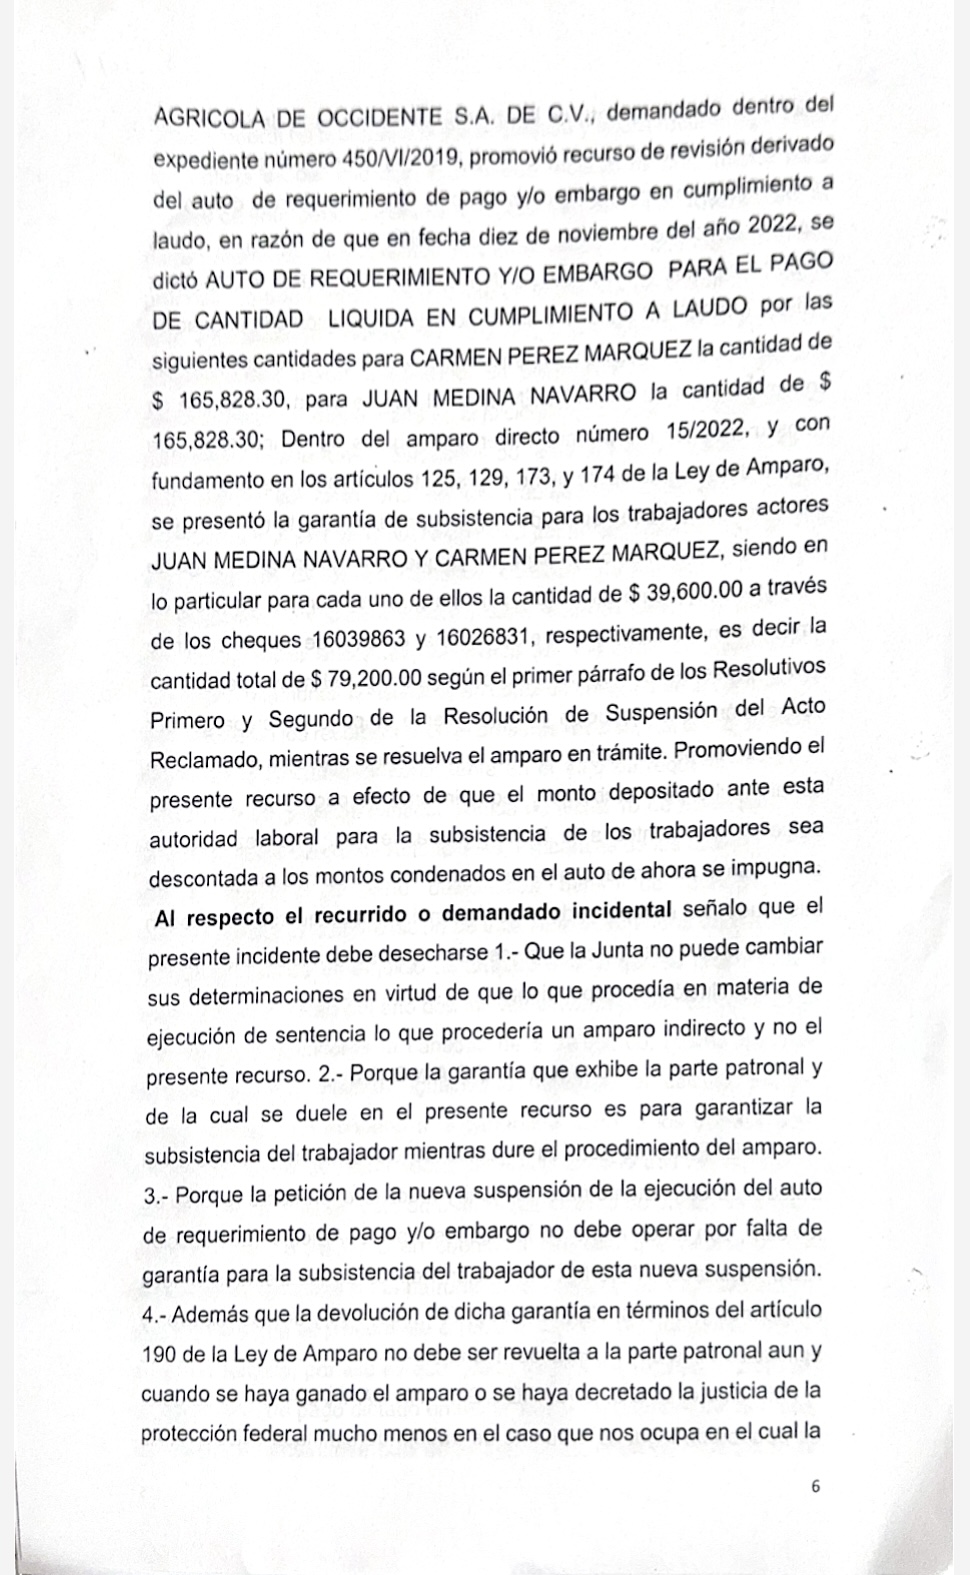 AGRICOLA DE OCCIDENTE S.A. DE C.V., demandado dentro del
expediente número 450/VI/2019, promovió recurso de revisión derivado
del auto de requerimiento de pago y/o embargo en cumplimiento a
laudo, en razón de que en fecha diez de noviembre del año 2022, se
dictó AUTO DE REQUERIMIENTO Y/O EMBARGO PARA EL PAGO
DE CANTIDAD LIQUIDA EN CUMPLIMIENTO A LAUDO por las
siguientes cantidades para CARMEN PEREZ MARQUEZ la cantidad de
$ 165,828.30, para JUAN MEDINA NAVARRO la cantidad de $
165,828.30; Dentro del amparo directo número 15/2022, y con
fundamento en los artículos 125, 129, 173, y 174 de la Ley de Amparo,
se presentó la garantía de subsistencia para los trabajadores actores
JUAN MEDINA NAVARRO Y CARMEN PEREZ MARQUEZ, siendo en
lo particular para cada uno de ellos la cantidad de $ 39,600.00 a través
de los cheques 16039863 y 16026831, respectivamente, es decir la
cantidad total de $ 79,200.00 según el primer párrafo de los Resolutivos
Primero y Segundo de la Resolución de Suspensión del Acto
Reclamado, mientras se resuelva el amparo en trámite. Promoviendo el
presente recurso a efecto de que el monto depositado ante esta
autoridad laboral para la subsistencia de los trabajadores sea
descontada a los montos condenados en el auto de ahora se impugna.
Al respecto el recurrido o demandado incidental señalo que el
presente incidente debe desecharse 1.- Que la Junta no puede cambiar
sus determinaciones en virtud de que lo que procedía en materia de
ejecución de sentencia lo que procedería un amparo indirecto y no el
presente recurso. 2.- Porque la garantía que exhibe la parte patronal y
de la cual se duele en el presente recurso es para garantizar la
subsistencia del trabajador mientras dure el procedimiento del amparo.
3.- Porque la petición de la nueva suspensión de la ejecución del auto
de requerimiento de pago y/o embargo no debe operar por falta de
garantía para la subsistencia del trabajador de esta nueva suspensión.
4.- Además que la devolución de dicha garantía en términos del artículo
190 de la Ley de Amparo no debe ser revuelta a la parte patronal aun y
cuando se haya ganado el amparo o se haya decretado la justicia de la
protección federal mucho menos en el caso que nos ocupa en el cual la
6